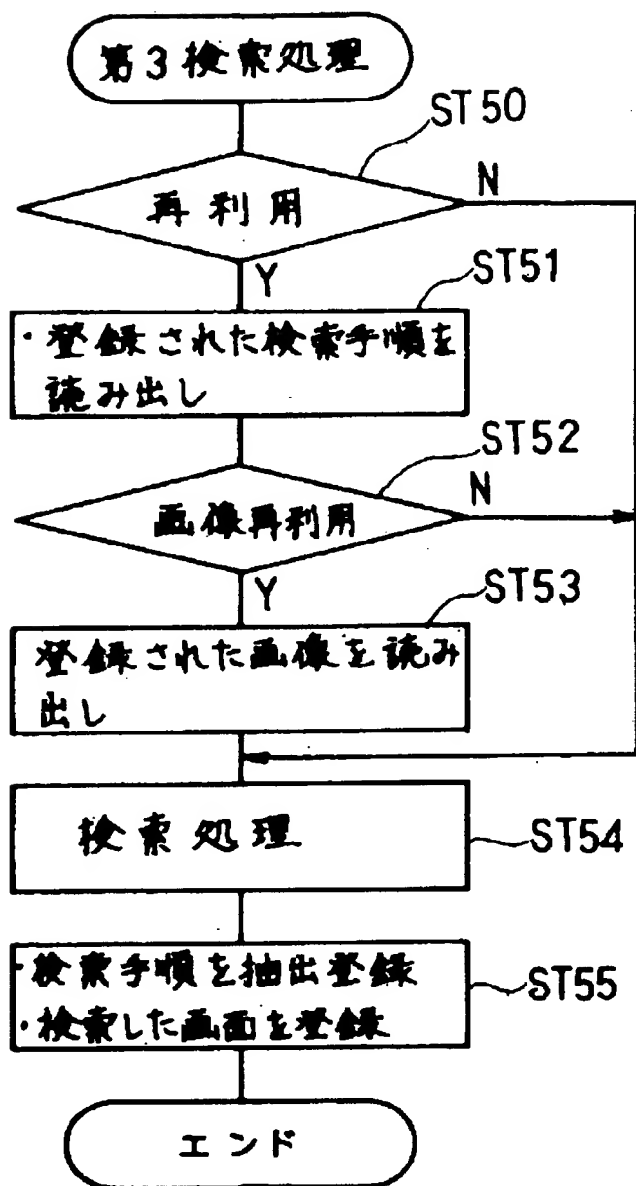 第3検索処理
ST50
再利用
N
Y
ST51
・登録された検索手順を
読み出し
ST52
画像再利用
N
Y
ST53
登録された画像を読み
出し
検索処理
ST54
・検索手順を抽出登録
・検索した画面を登録
ST55
エンド